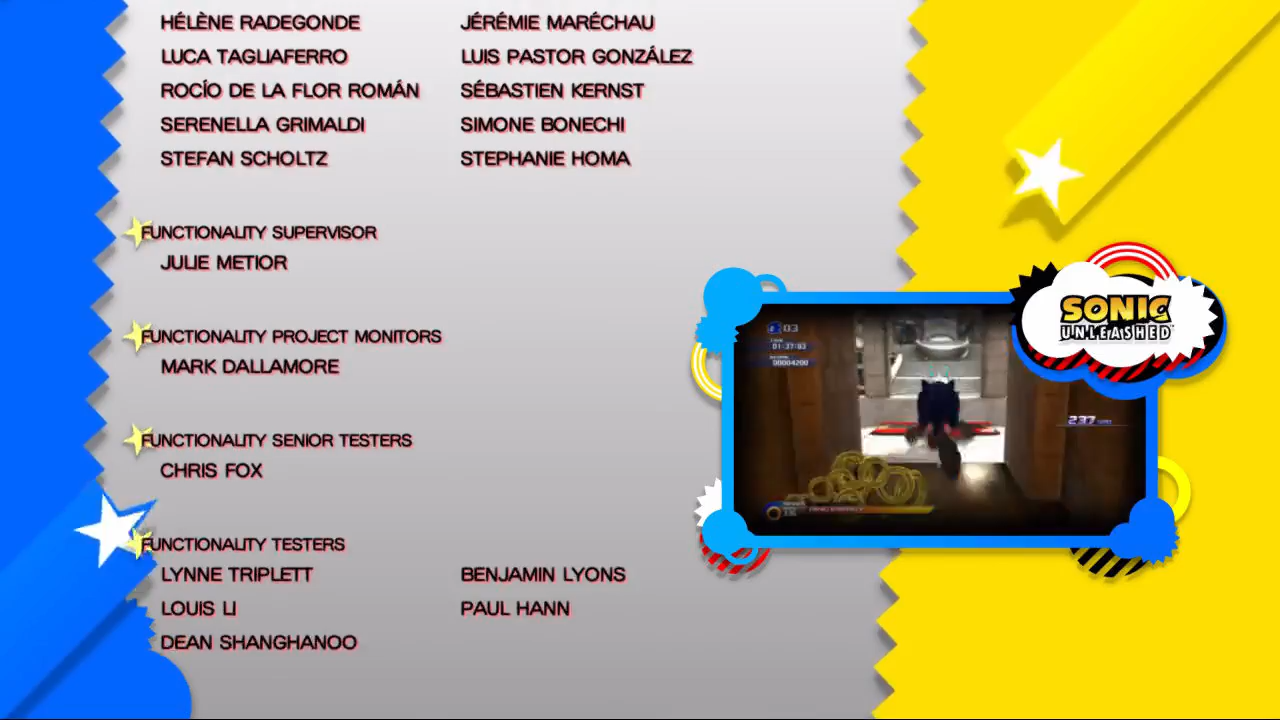 HÉLÈNE RADEGONDE JÉRÉMIE MARÉCHAU
LUCA TAGLIAFERRO LUIS PASTOR GONZÁLEZ
ROCÍO DE LA FLOR ROMÁN SÉBASTIEN KERNST
SERENELLA GRIMALDI SIMONE BONECHI
STEFAN SCHOLTZ STEPHANIE HOMA
FUNCTIONALITY SUPERVISOR
JULIE METIOR
FUNCTIONALITY PROJECT MONITORS
MARK DALLAMORE
FUNCTIONALITY SENIOR TESTERS
CHRIS FOX
FUNCTIONALITY TESTERS
LYNNE TRIPLETT BENJAMIN LYONS
LOUIS LI PAUL HANN
DEAN SHANGHANOO
SONIC
UNLEASHED
03
237